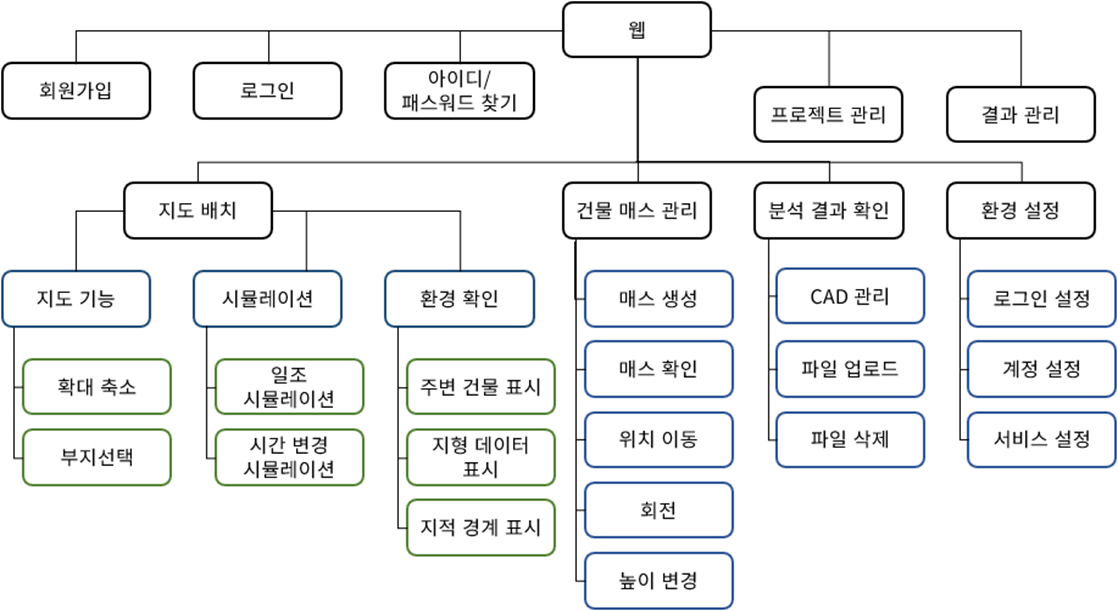 웹
회원가입
로그인
아이디/
패스워드 찾기
프로젝트 관리
결과 관리
지도 배치
건물 매스 관리
분석 결과 확인
환경 설정
지도 기능
시뮬레이션
환경 확인
확대 축소
부지선택
일조
시뮬레이션
시간 변경
시뮬레이션
주변 건물 표시
지형 데이터
표시
지적 경계 표시
매스 생성
매스 확인
위치 이동
회전
높이 변경
CAD 관리
파일 업로드
파일 삭제
로그인 설정
계정 설정
서비스 설정